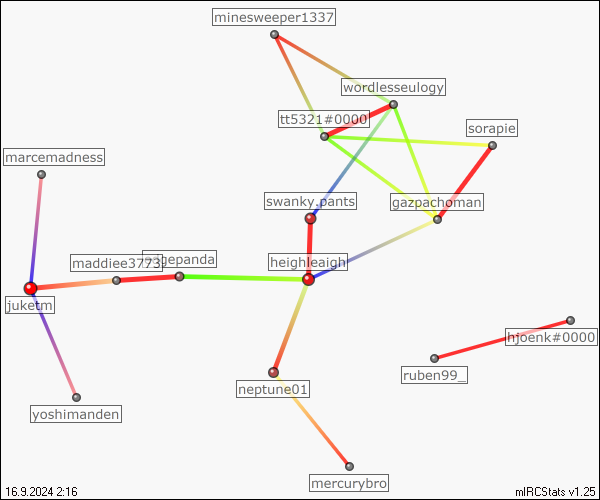 minesweeper1337
wordlesseulogy
tt5321#0000
sorapie
marcemadness
swanky.pants
gazpachoman
maddiee3773
gepanda
heighleaigh
juketm
hjoenk#0000
ruben99_
neptune01
yoshimanden
mercurybro
16.9.2024 2:16
mIRCStats v1.25